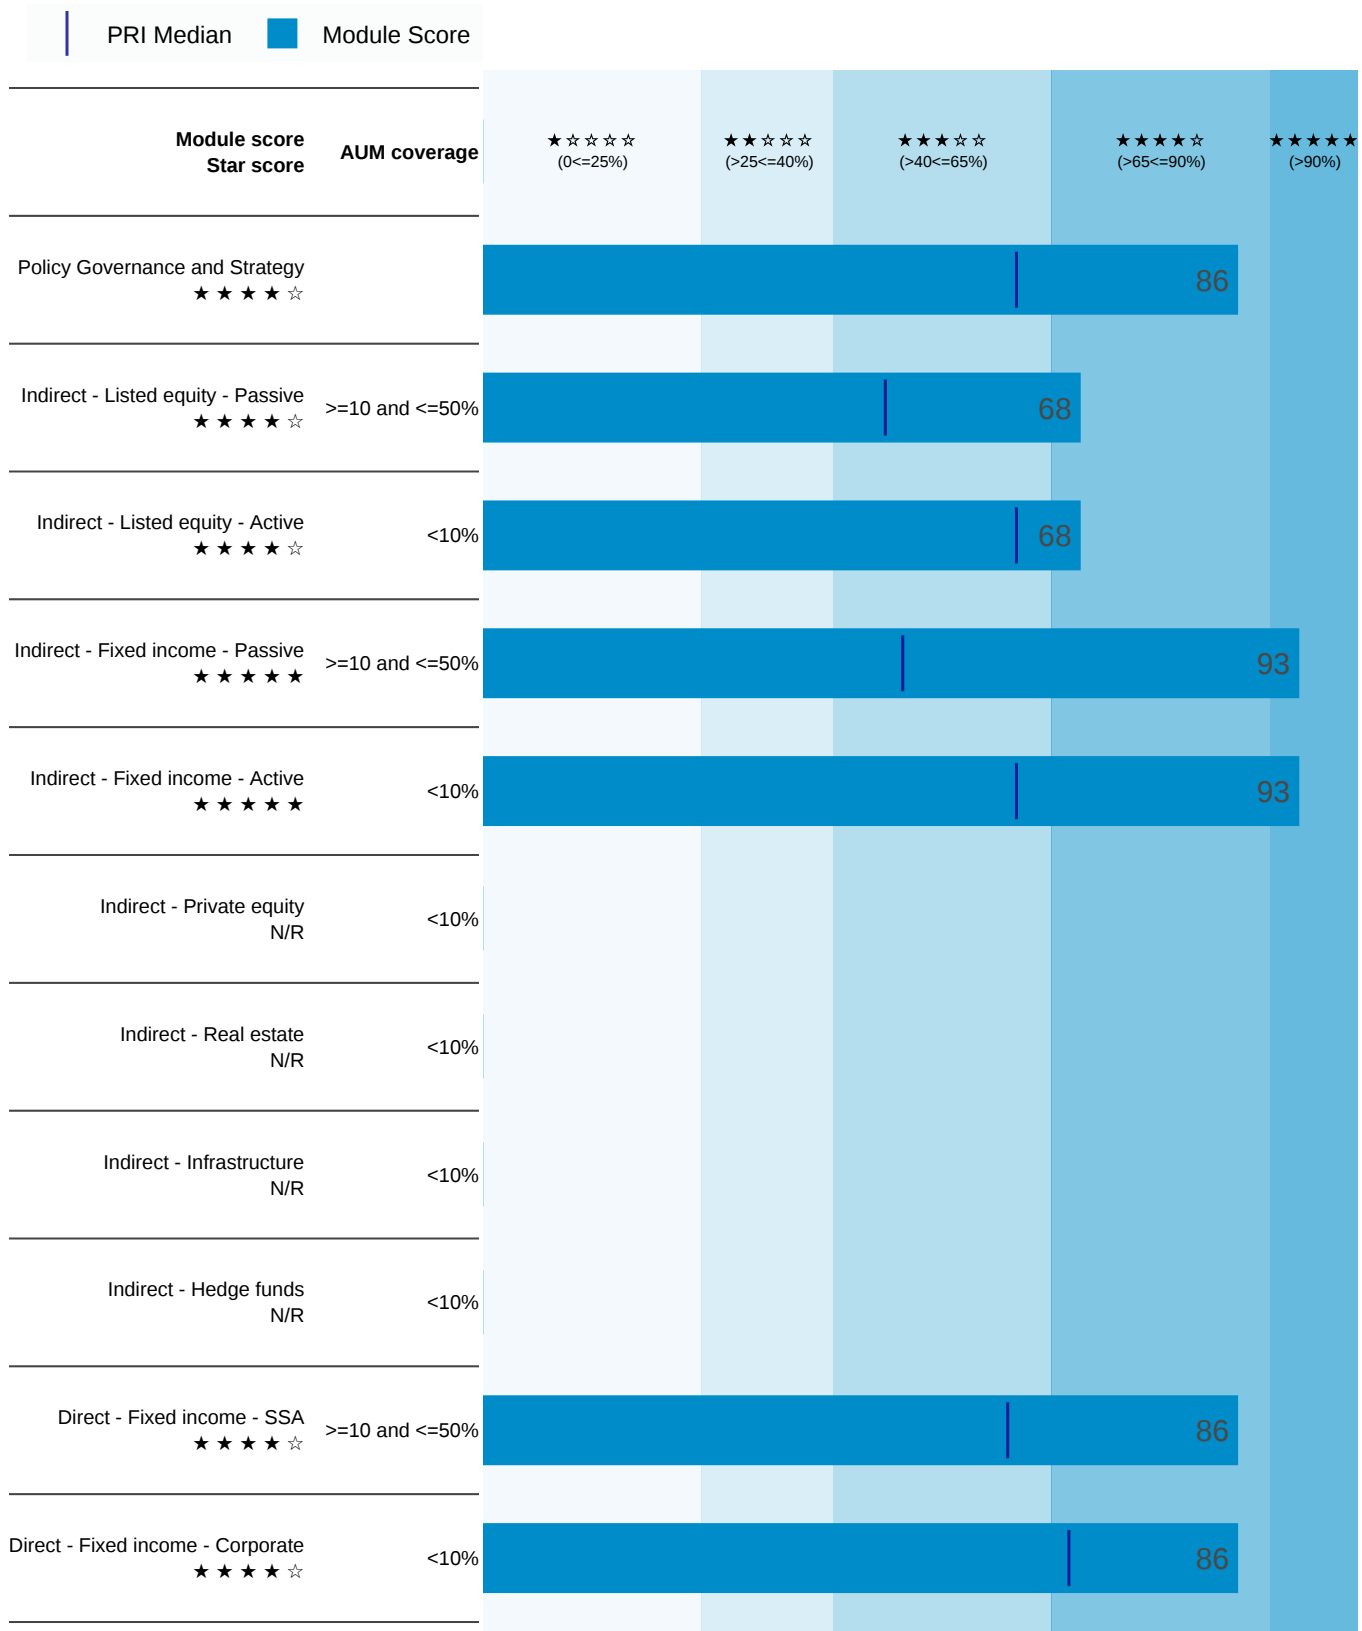 PRI Median Module Score
Module score
Star score
AUM coverage
★☆☆☆☆ ★★☆☆☆ ★★★☆☆ ★★★★☆ ★★★★★
(0<=25%) (>25<=40%) (>40<=65%) (>65<=90%) (>90%)
Policy Governance and Strategy
★★★★☆
86
Indirect - Listed equity - Passive
★★★★☆
>=10 and <=50%
68
Indirect - Listed equity - Active
★★★★☆
<10%
68
Indirect - Fixed income - Passive
★★★★★
>=10 and <=50%
93
Indirect - Fixed income - Active
★★★★★
<10%
93
Indirect - Private equity
N/R
<10%
Indirect - Real estate
N/R
<10%
Indirect - Infrastructure
N/R
<10%
Indirect - Hedge funds
N/R
<10%
Direct - Fixed income - SSA
★★★★☆
>=10 and <=50%
86
Direct - Fixed income - Corporate
★★★★☆
<10%
86